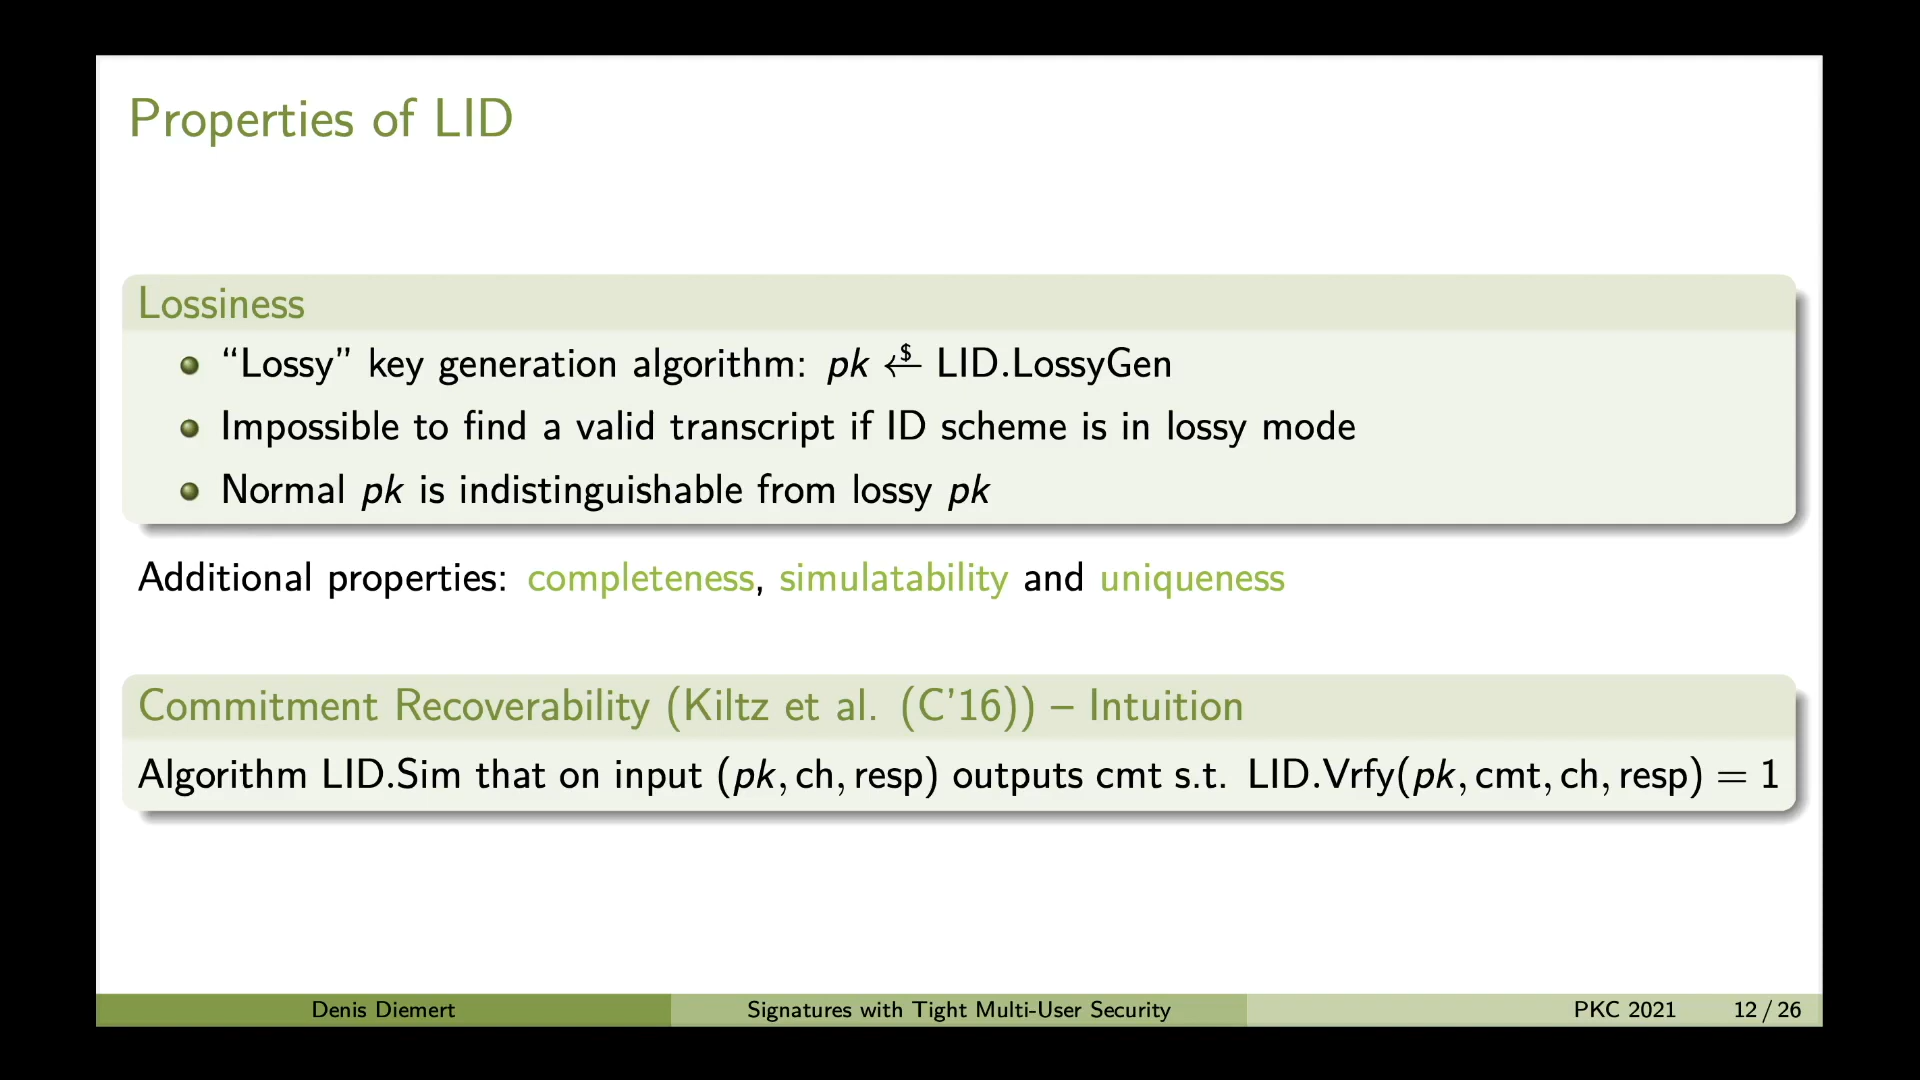 Properties of LID
Lossiness
“Lossy” key generation algorithm: pk ←$ LID.LossyGen
Impossible to find a valid transcript if ID scheme is in lossy mode
Normal pk is indistinguishable from lossy pk
Additional properties: completeness, simulatability and uniqueness
Commitment Recoverability (Kiltz et al. (C’16)) – Intuition
Algorithm LID.Sim that on input (pk, ch, resp) outputs cmt s.t. LID.Vrfy(pk, cmt, ch, resp) = 1
Denis Diemert Signatures with Tight Multi-User Security PKC 2021 12 / 26